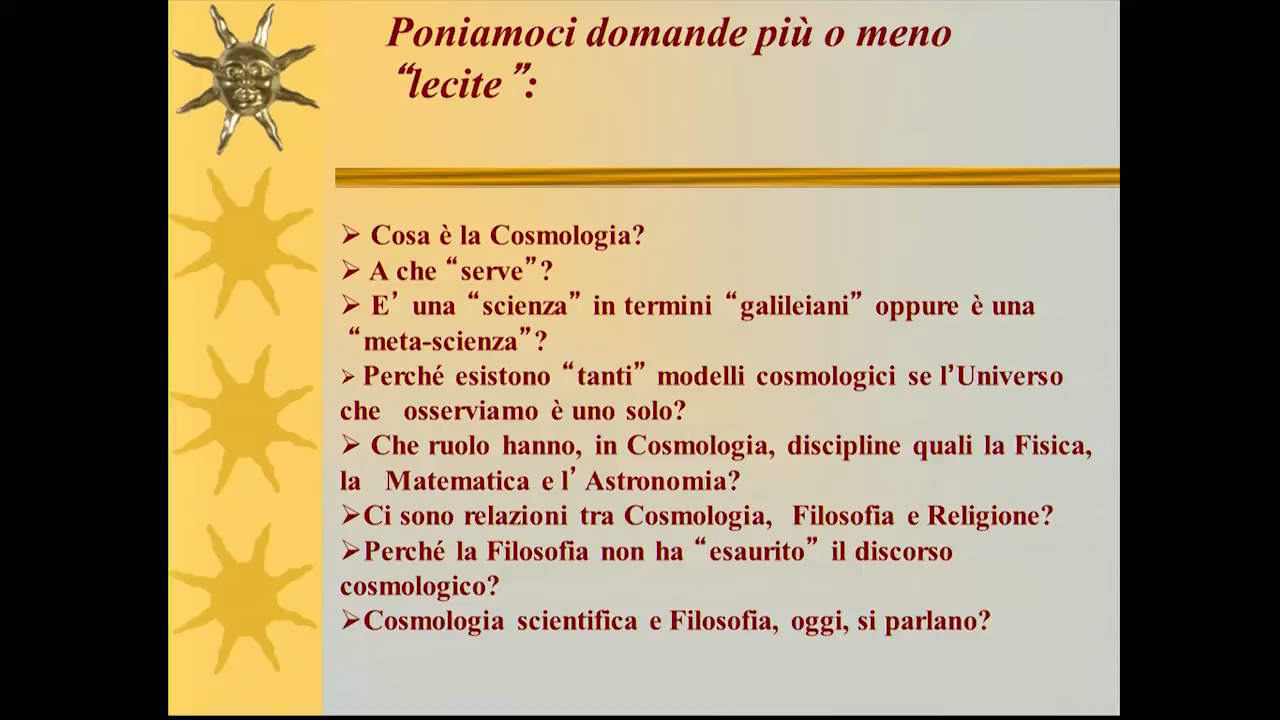 Poniamoci domande più o meno
“lecite”:
➢ Cosa è la Cosmologia?
➢ A che “serve”?
➢ E’ una “scienza” in termini “galileiani” oppure è una
“meta-scienza”?
➢ Perché esistono “tanti” modelli cosmologici se l’Universo
che osserviamo è uno solo?
➢ Che ruolo hanno, in Cosmologia, discipline quali la Fisica,
la Matematica e l’ Astronomia?
➢Ci sono relazioni tra Cosmologia, Filosofia e Religione?
➢Perché la Filosofia non ha “esaurito” il discorso
cosmologico?
➢Cosmologia scientifica e Filosofia, oggi, si parlano?